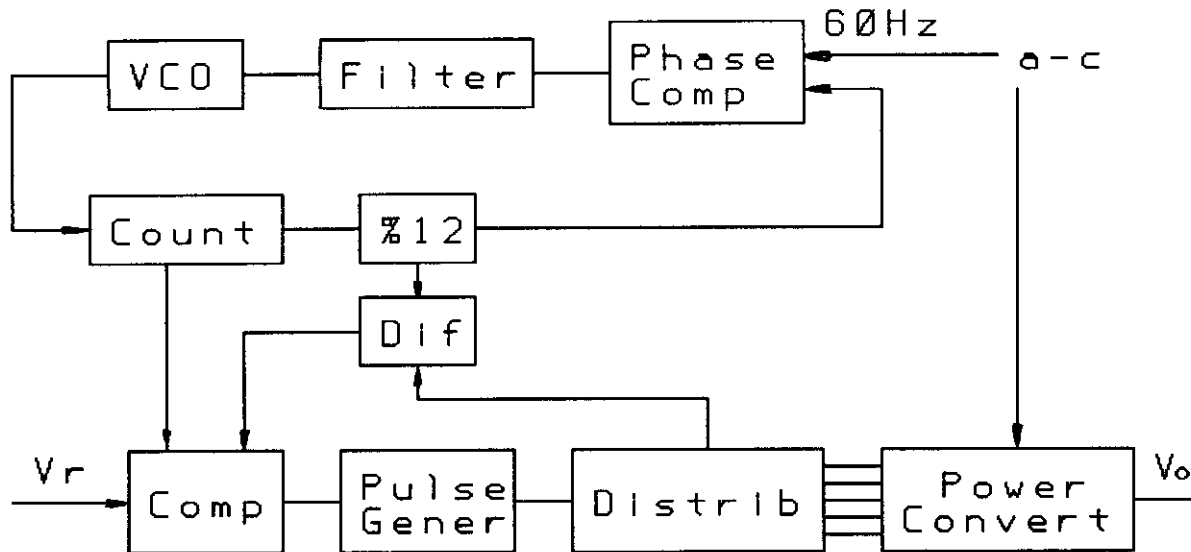 60Hz
VCO
Filter
Phase
Comp
a-c
Count
%12
Dif
Vr
Comp
Pulse
Gener
Distrib
Power
Convert
Vo